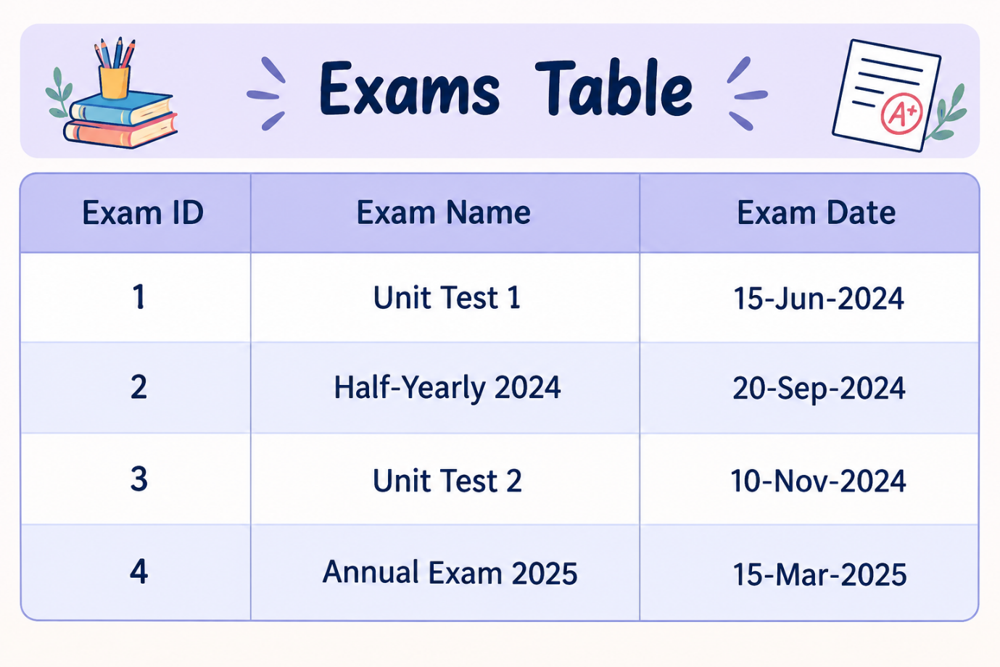 Exams Table
A+
Exam ID Exam Name Exam Date
1 Unit Test 1 15-Jun-2024
2 Half-Yearly 2024 20-Sep-2024
3 Unit Test 2 10-Nov-2024
4 Annual Exam 2025 15-Mar-2025